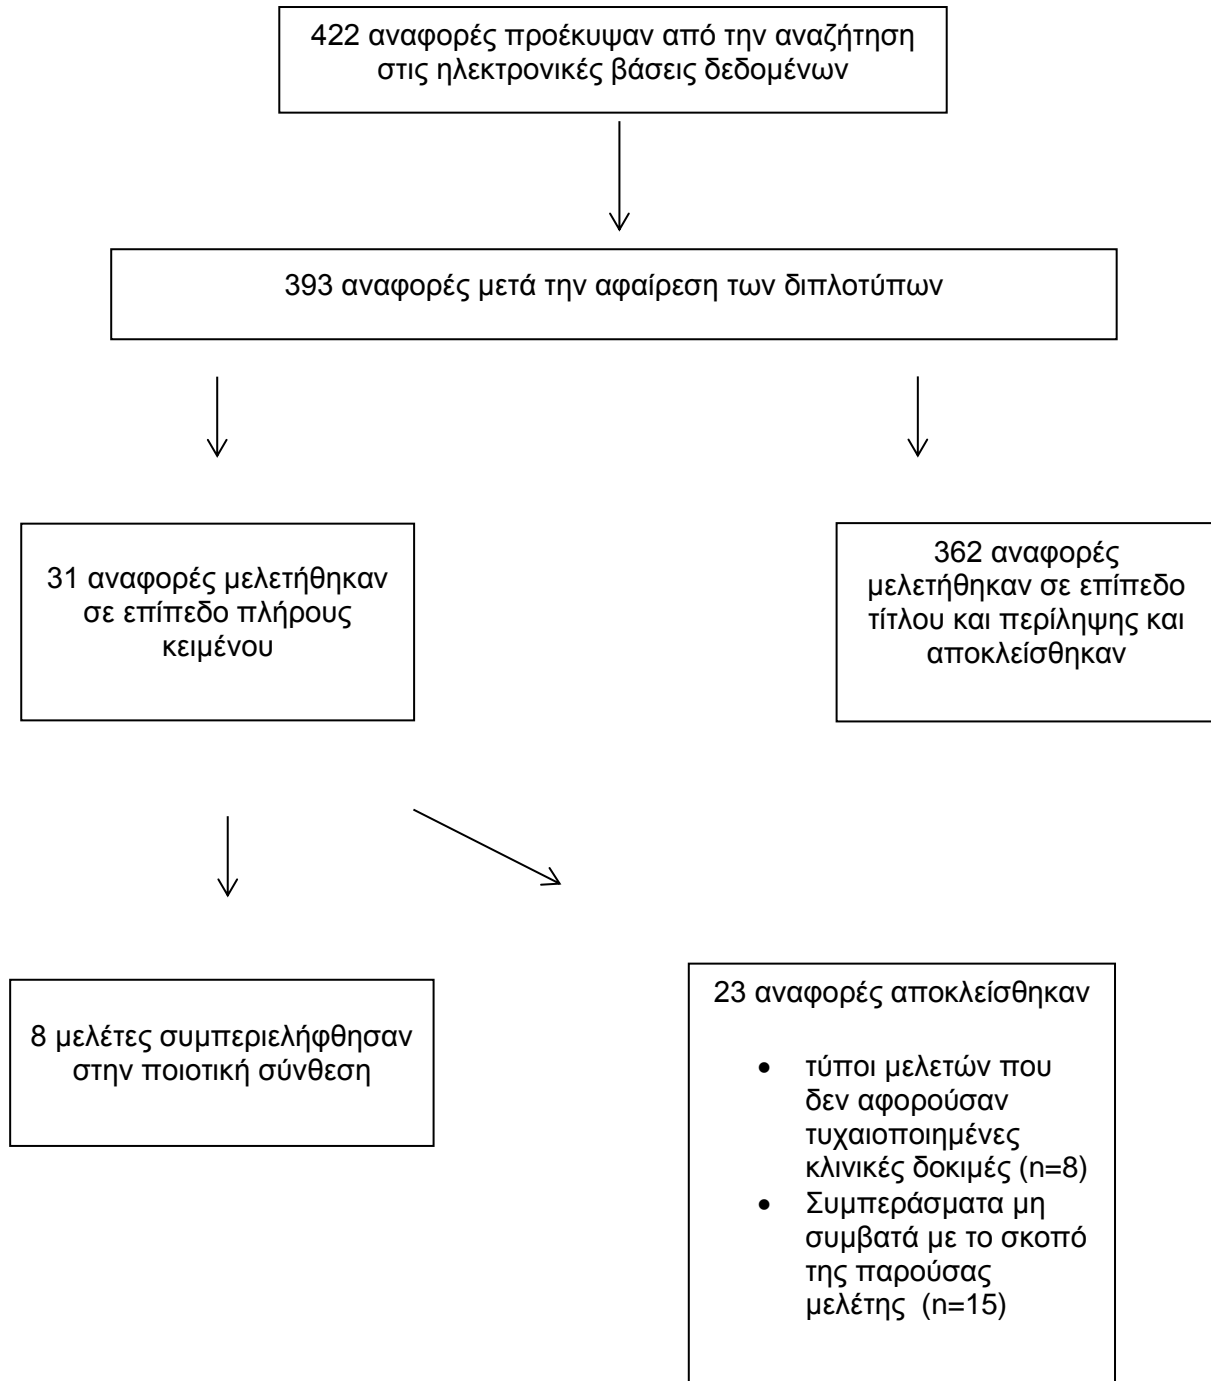 422 αναφορές προέκυψαν από την αναζήτηση
στις ηλεκτρονικές βάσεις δεδομένων
393 αναφορές μετά την αφαίρεση των διπλοτύπων
31 αναφορές μελετήθηκαν
σε επίπεδο πλήρους
κειμένου
362 αναφορές
μελετήθηκαν σε επίπεδο
τίτλου και περίληψης και
αποκλείσθηκαν
8 μελέτες συμπεριελήφθησαν
στην ποιοτική σύνθεση
23 αναφορές αποκλείσθηκαν
• τύποι μελετών που
δεν αφορούσαν
τυχαιοποιημένες
κλινικές δοκιμές (n=8)
• Συμπεράσματα μη
συμβατά με το σκοπό
της παρούσας
μελέτης (n=15)